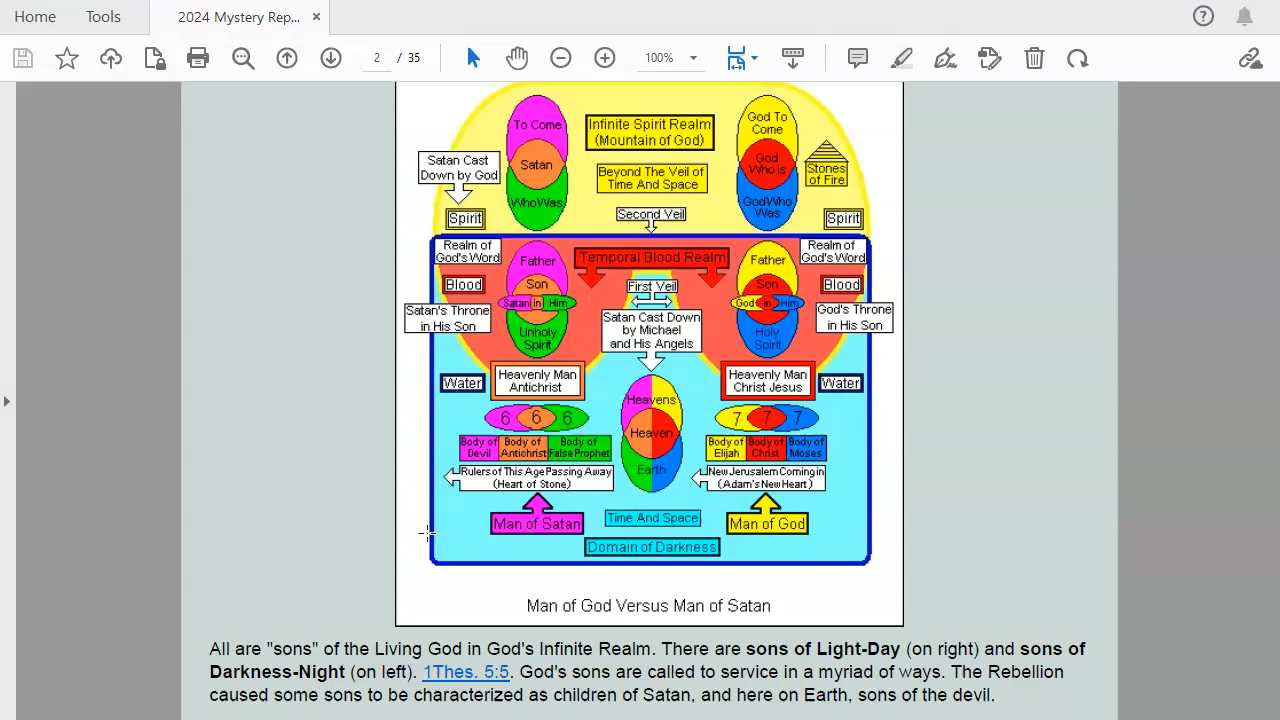 Home
Tools
2024 Mystery Rep...
×
?
2
/ 35
100%
To Come
Satan
WhoWas
Infinite Spirit Realm
(Mountain of God)
Beyond The Veil of
Time And Space
Second Veil
God To
Come
God
Who Is
GodWho
Was
Stones
of Fire
Satan Cast
Down by God
Spirit
Spirit
Realm of
God's Word
Blood
Satan's Throne
in His Son
Father
Son
Satan in Him
Unholy
Spirit
Temporal Blood Realm
First Veil
Satan Cast Down
by Michael
and His Angels
Father
Son
God in Him
Holy
Spirit
Realm of
God's Word
Blood
God's Throne
in His Son
Water
Heavenly Man
Antichrist
Heavenly Man
Christ Jesus
Water
6 6 6
Body of
Devil
Body of
Antichrist
Body of
False Prophet
Rulers of This Age Passing Away
(Heart of Stone)
Man of Satan
Heavens
Heaven
Earth
7 7 7
Body of
Elijah
Body of
Christ
Body of
Moses
New Jerusalem Coming in
(Adam's New Heart)
Man of God
Time And Space
Domain of Darkness
Man of God Versus Man of Satan
All are "sons" of the Living God in God's Infinite Realm. There are sons of Light-Day (on right) and sons of
Darkness-Night (on left). 1Thes. 5:5. God's sons are called to service in a myriad of ways. The Rebellion
caused some sons to be characterized as children of Satan, and here on Earth, sons of the devil.